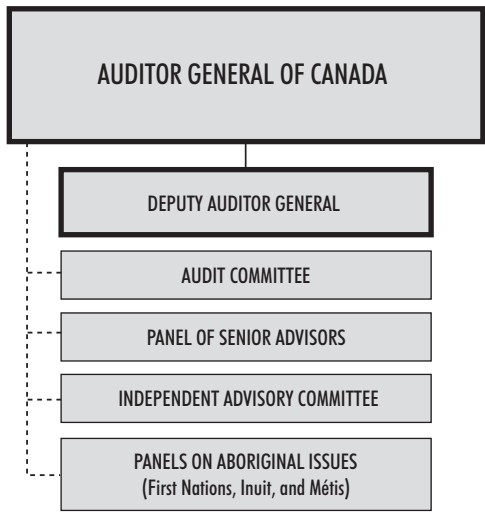 AUDITOR GENERAL OF CANADA
DEPUTY AUDITOR GENERAL
AUDIT COMMITTEE
PANEL OF SENIOR ADVISORS
INDEPENDENT ADVISORY COMMITTEE
PANELS ON ABORIGINAL ISSUES
(First Nations, Inuit, and Métis)